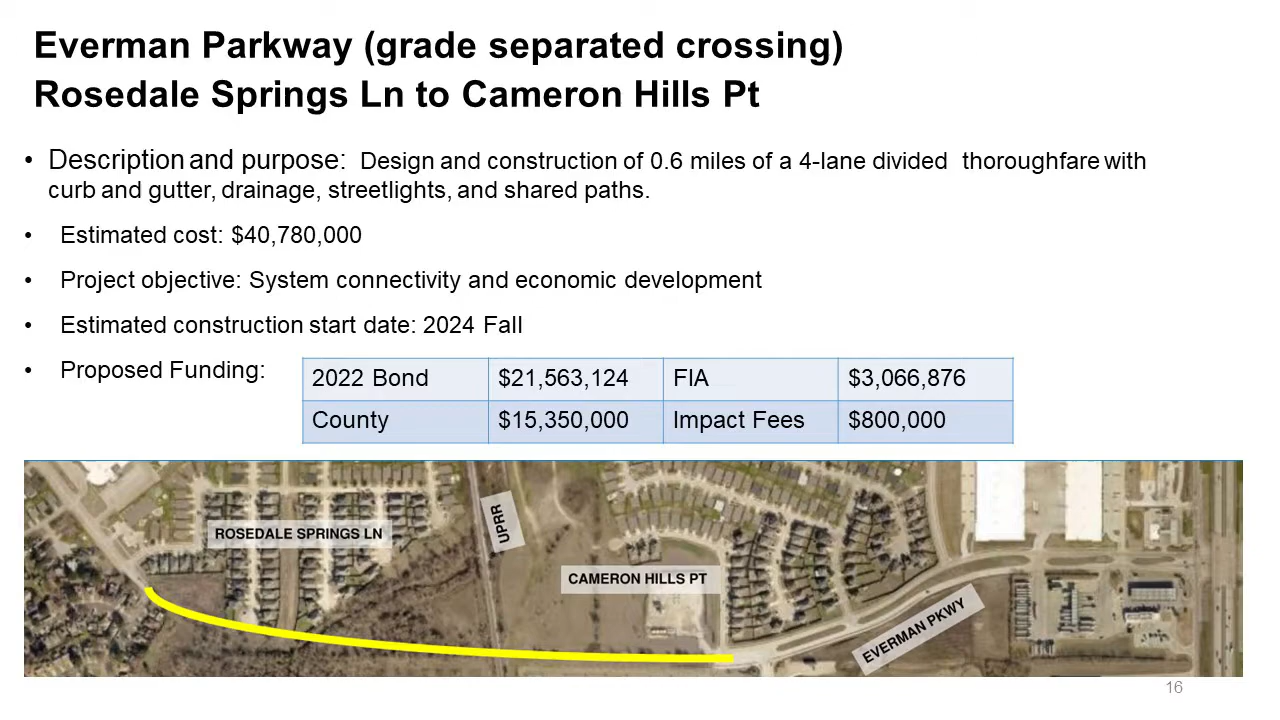 Everman Parkway (grade separated crossing)
Rosedale Springs Ln to Cameron Hills Pt
• Description and purpose: Design and construction of 0.6 miles of a 4-lane divided thoroughfare with
curb and gutter, drainage, streetlights, and shared paths.
• Estimated cost: $40,780,000
• Project objective: System connectivity and economic development
• Estimated construction start date: 2024 Fall
• Proposed Funding:
2022 Bond $21,563,124 FIA $3,066,876
County $15,350,000 Impact Fees $800,000
ROSEDALE SPRINGS LN
UPRR
CAMERON HILLS PT
EVERMAN PKWY
16